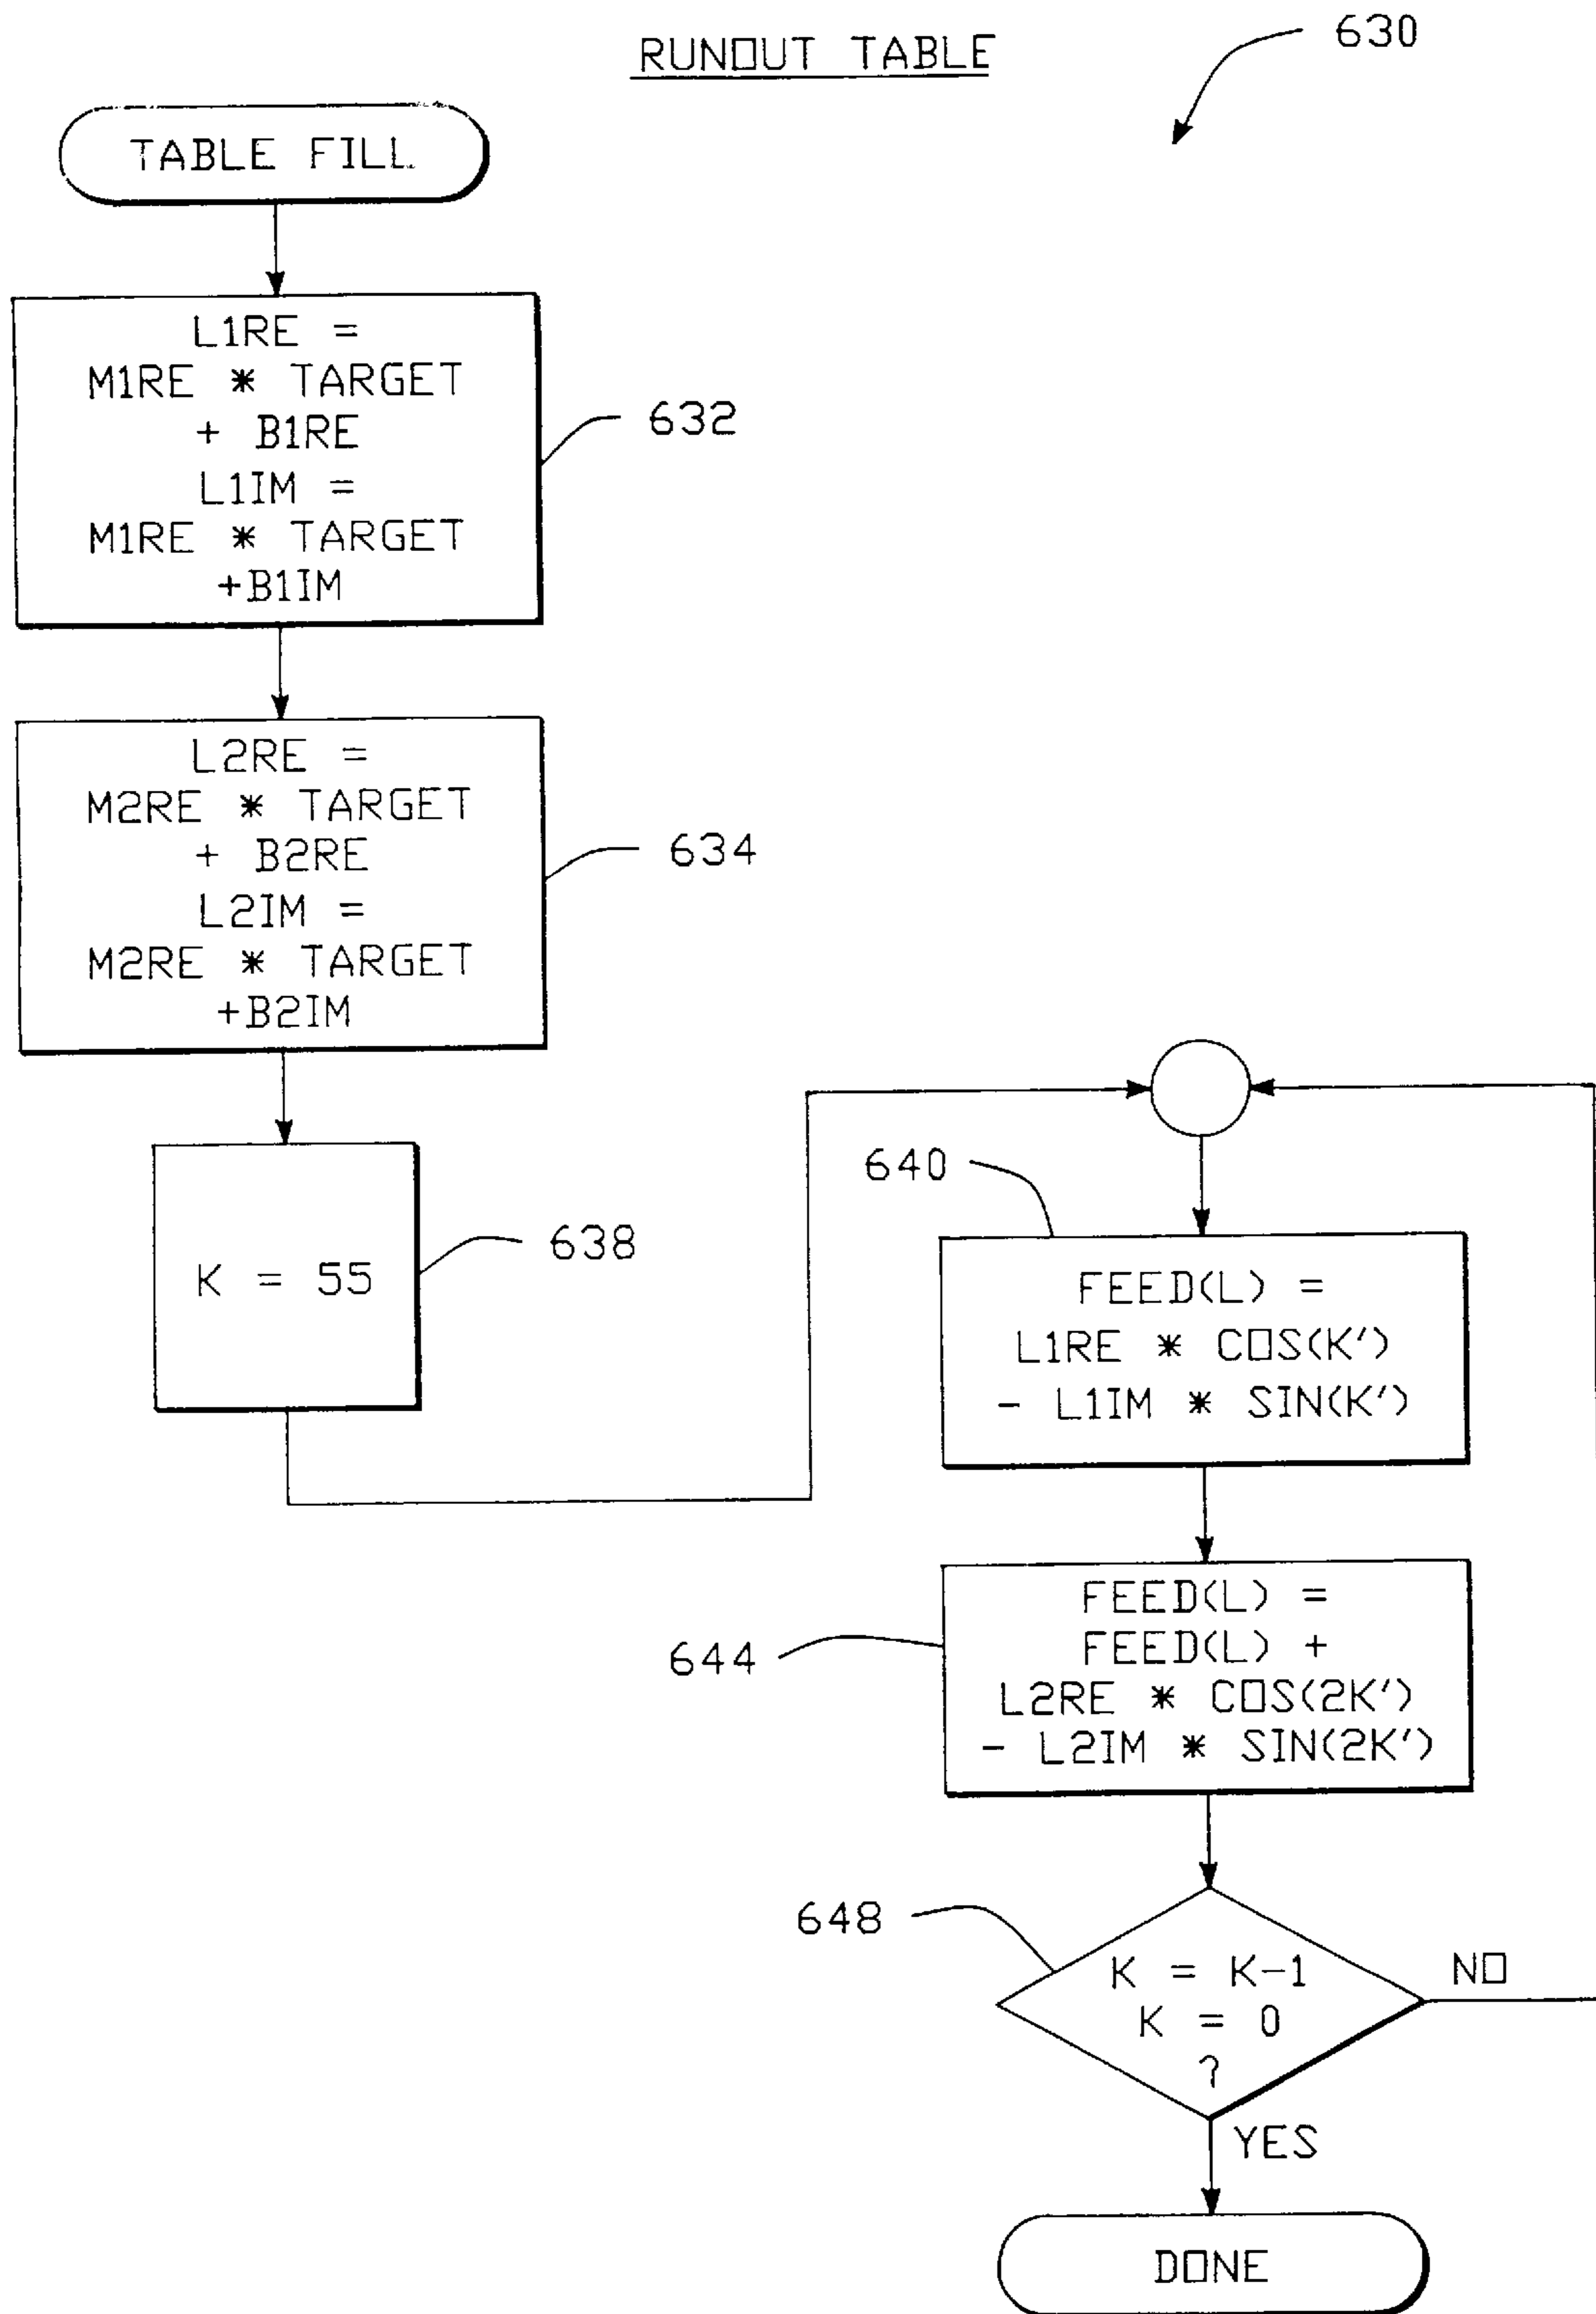 RUNOUT TABLE
630
TABLE FILL
L1RE =
M1RE * TARGET
+ B1RE
L1IM =
M1RE * TARGET
+B1IM
632
L2RE =
M2RE * TARGET
+ B2RE
L2IM =
M2RE * TARGET
+B2IM
634
K = 55
638
640
FEED(L) =
L1RE * COS(K')
- L1IM * SIN(K')
FEED(L) =
FEED(L) +
L2RE * COS(2K')
- L2IM * SIN(2K')
644
648
K = K-1
K = 0
?
NO
YES
DONE